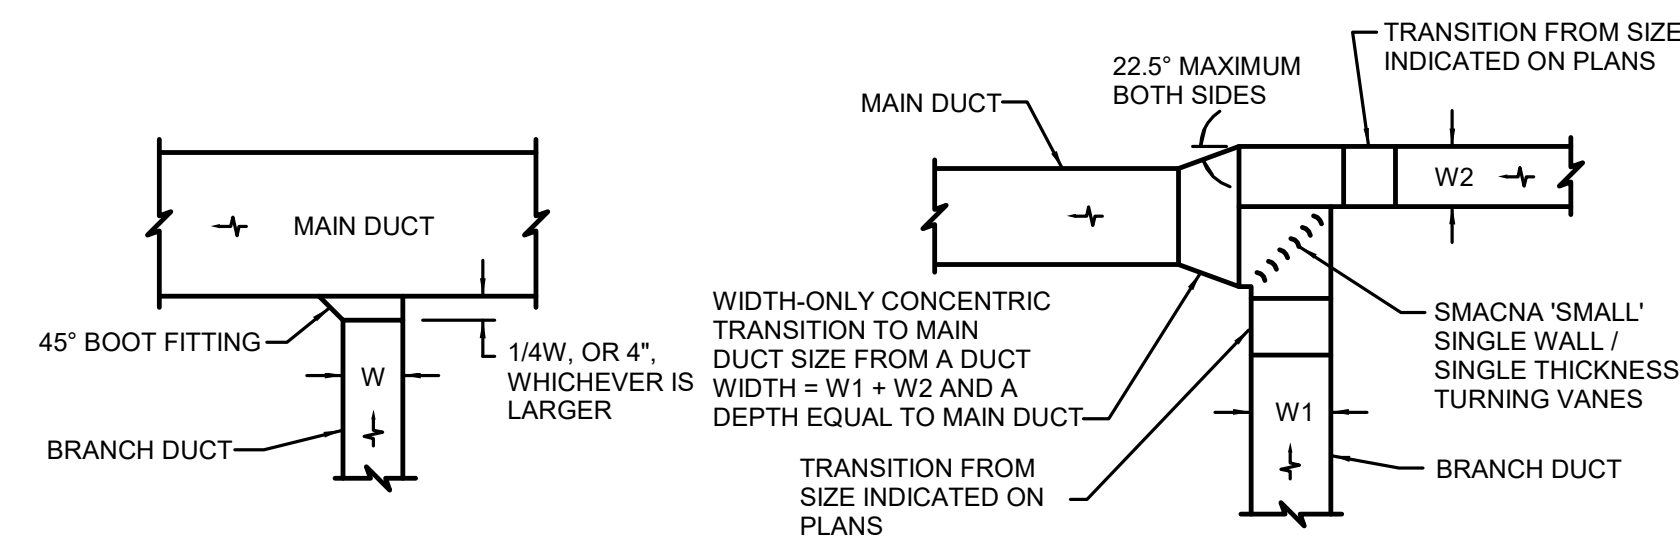 MAIN DUCT
45° BOOT FITTING
W
1/4W, OR 4",
WHICHEVER IS
LARGER
BRANCH DUCT
MAIN DUCT
22.5° MAXIMUM
BOTH SIDES
TRANSITION FROM SIZE
INDICATED ON PLANS
W2
WIDTH-ONLY CONCENTRIC
TRANSITION TO MAIN
DUCT SIZE FROM A DUCT
WIDTH = W1 + W2 AND A
DEPTH EQUAL TO MAIN DUCT
SMACNA 'SMALL'
SINGLE WALL /
SINGLE THICKNESS
TURNING VANES
W1
TRANSITION FROM
SIZE INDICATED ON
PLANS
BRANCH DUCT